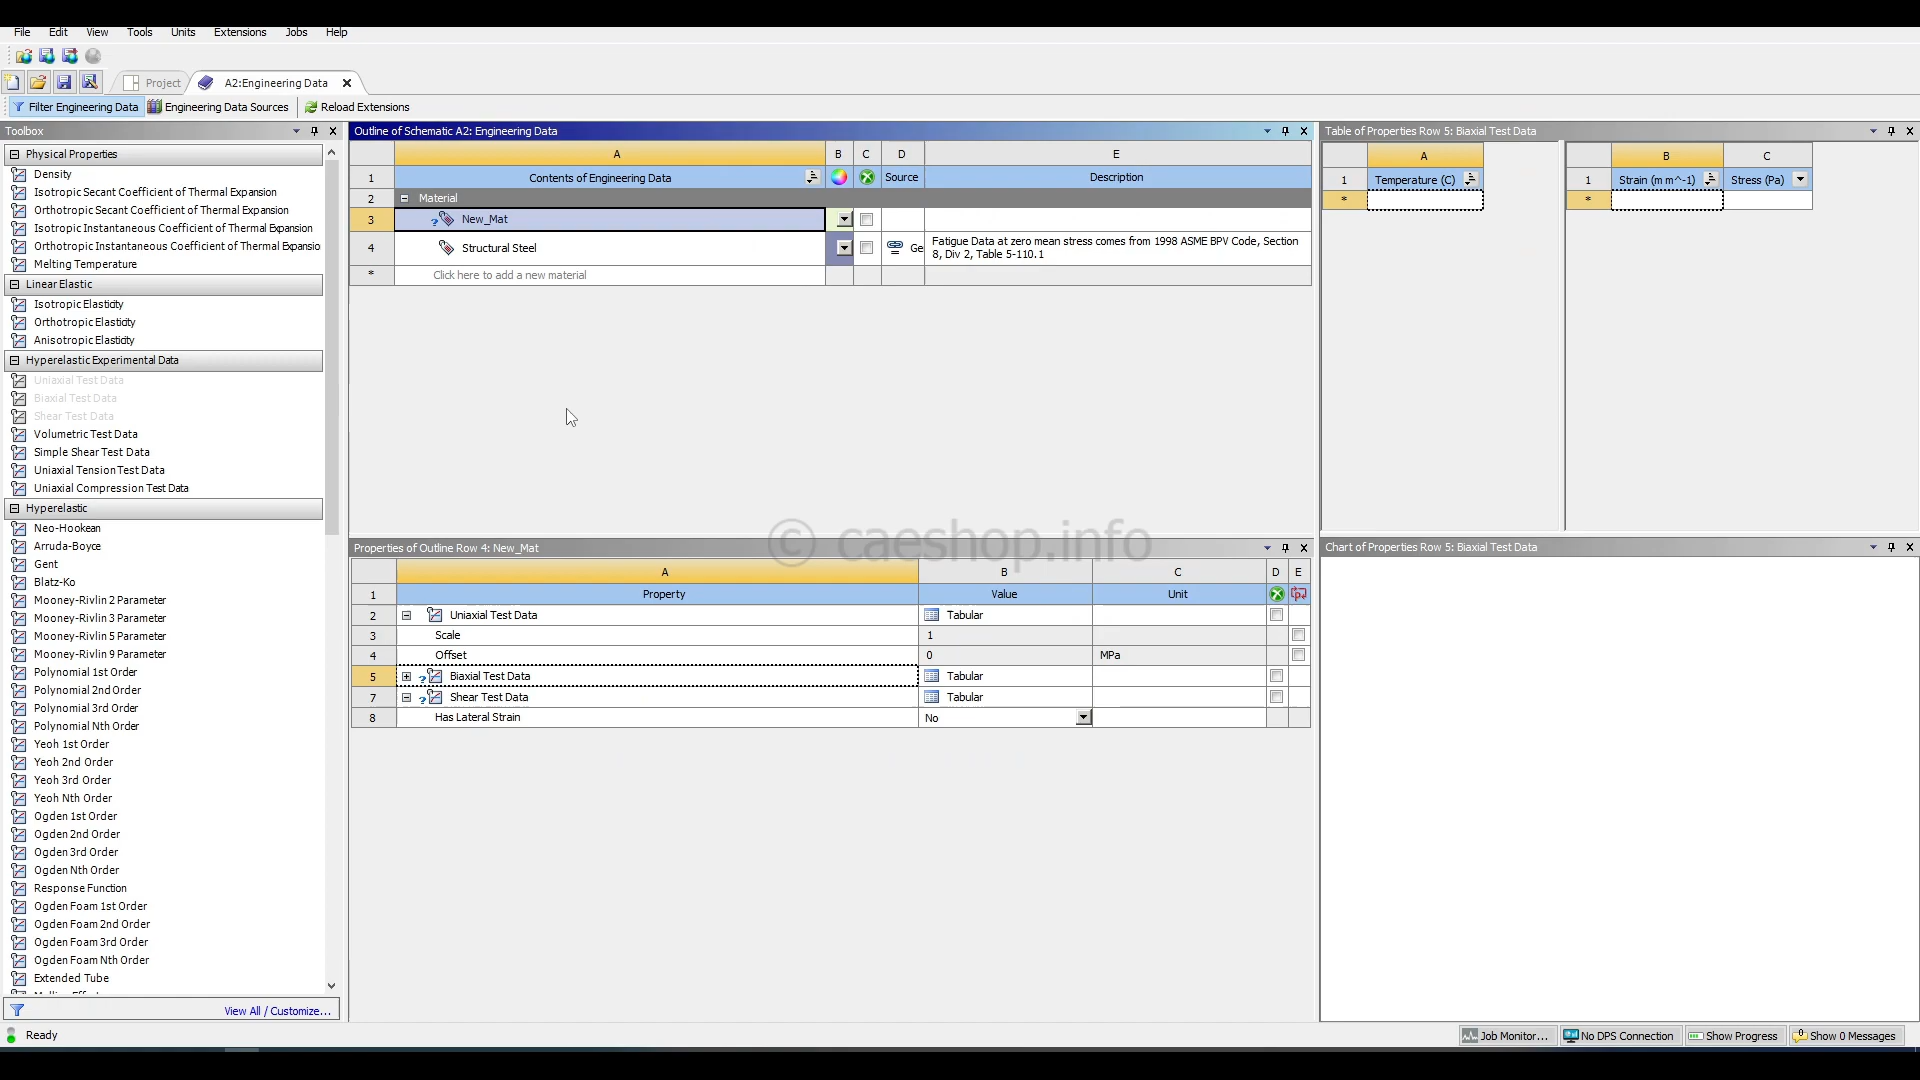 File Edit View Tools Units Extensions Jobs Help
Project A2:Engineering Data
Filter Engineering Data Engineering Data Sources Reload Extensions
Toolbox
Physical Properties
Density
Isotropic Secant Coefficient of Thermal Expansion
Orthotropic Secant Coefficient of Thermal Expansion
Isotropic Instantaneous Coefficient of Thermal Expansion
Orthotropic Instantaneous Coefficient of Thermal Expansio
Melting Temperature
Linear Elastic
Isotropic Elasticity
Orthotropic Elasticity
Anisotropic Elasticity
Hyperelastic Experimental Data
Uniaxial Test Data
Biaxial Test Data
Shear Test Data
Volumetric Test Data
Simple Shear Test Data
Uniaxial Tension Test Data
Uniaxial Compression Test Data
Hyperelastic
Neo-Hookean
Arruda-Boyce
Gent
Blatz-Ko
Mooney-Rivlin 2 Parameter
Mooney-Rivlin 3 Parameter
Mooney-Rivlin 5 Parameter
Mooney-Rivlin 9 Parameter
Polynomial 1st Order
Polynomial 2nd Order
Polynomial 3rd Order
Polynomial Nth Order
Yeoh 1st Order
Yeoh 2nd Order
Yeoh 3rd Order
Yeoh Nth Order
Ogden 1st Order
Ogden 2nd Order
Ogden 3rd Order
Ogden Nth Order
Response Function
Ogden Foam 1st Order
Ogden Foam 2nd Order
Ogden Foam 3rd Order
Ogden Foam Nth Order
Extended Tube
View All / Customize...
Outline of Schematic A2: Engineering Data
A B C D E
1 Contents of Engineering Data Source Description
2 Material
3 New_Mat
4 Structural Steel Ge Fatigue Data at zero mean stress comes from 1998 ASME BPV Code, Section
8, Div 2, Table 5-110.1
* Click here to add a new material
Properties of Outline Row 4: New_Mat
A B C D E
1 Property Value Unit
2 Uniaxial Test Data Tabular
3 Scale 1
4 Offset 0 MPa
5 Biaxial Test Data Tabular
7 Shear Test Data Tabular
8 Has Lateral Strain No
Table of Properties Row 5: Biaxial Test Data
A
1 Temperature (C)
*
B C
1 Strain (m m^-1) Stress (Pa)
*
Chart of Properties Row 5: Biaxial Test Data
© caeshop.info
Ready
Job Monitor... No DPS Connection Show Progress Show 0 Messages